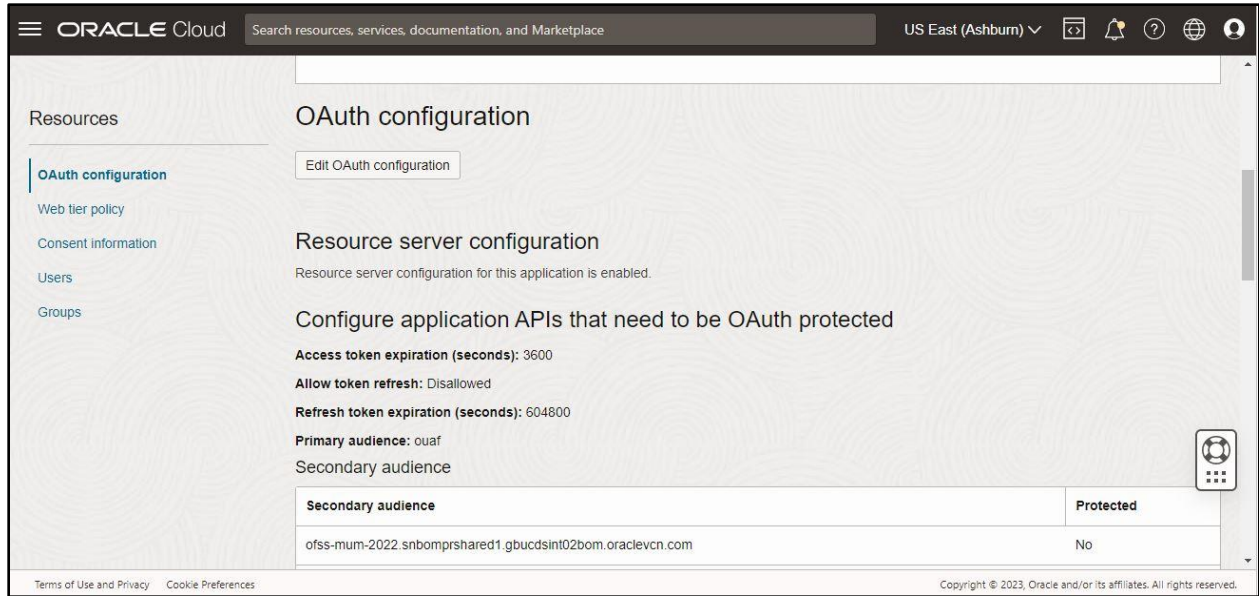 ORACLE Cloud
Search resources, services, documentation, and Marketplace
US East (Ashburn)
Resources
OAuth configuration
Web tier policy
Consent information
Users
Groups
OAuth configuration
Edit OAuth configuration
Resource server configuration
Resource server configuration for this application is enabled.
Configure application APIs that need to be OAuth protected
Access token expiration (seconds): 3600
Allow token refresh: Disallowed
Refresh token expiration (seconds): 604800
Primary audience: ouaf
Secondary audience
Secondary audience Protected
ofss-mum-2022.snbomprshared1.gbucdsint02bom.oraclevcn.com No
Terms of Use and Privacy Cookie Preferences
Copyright © 2023, Oracle and/or its affiliates. All rights reserved.